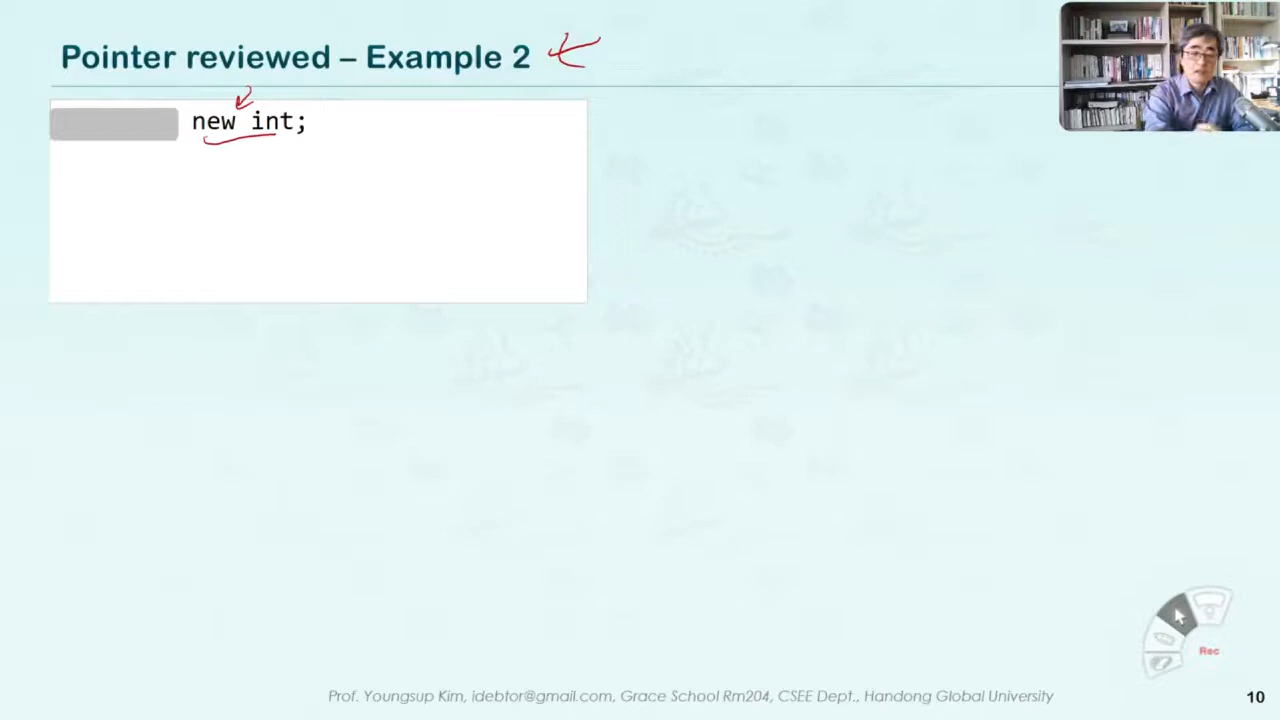 Pointer reviewed – Example 2
new int;
Rec
Prof. Youngsup Kim, idebtor@gmail.com, Grace School Rm204, CSEE Dept., Handong Global University
10